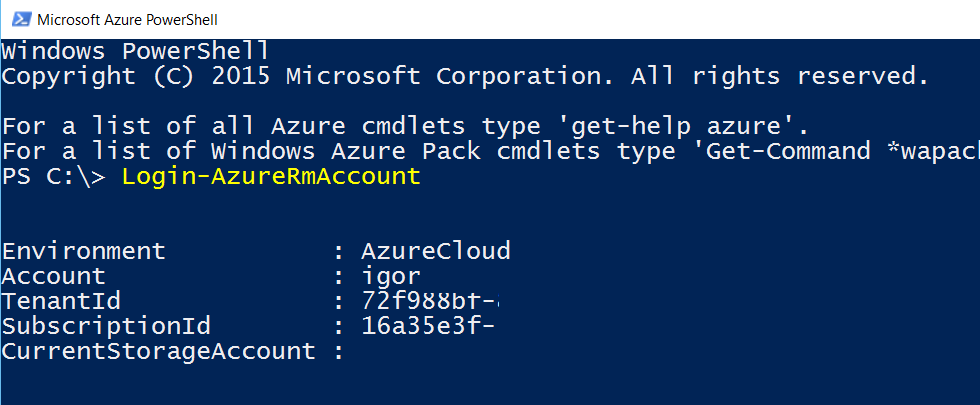 Microsoft Azure PowerShell
Windows PowerShell
Copyright (C) 2015 Microsoft Corporation. All rights reserved.
For a list of all Azure cmdlets type 'get-help azure'.
For a list of Windows Azure Pack cmdlets type 'Get-Command *wapack
PS C:\> Login-AzureRmAccount
Environment : AzureCloud
Account : igor
TenantId : 72f988bf-
SubscriptionId : 16a35e3f-
CurrentStorageAccount :